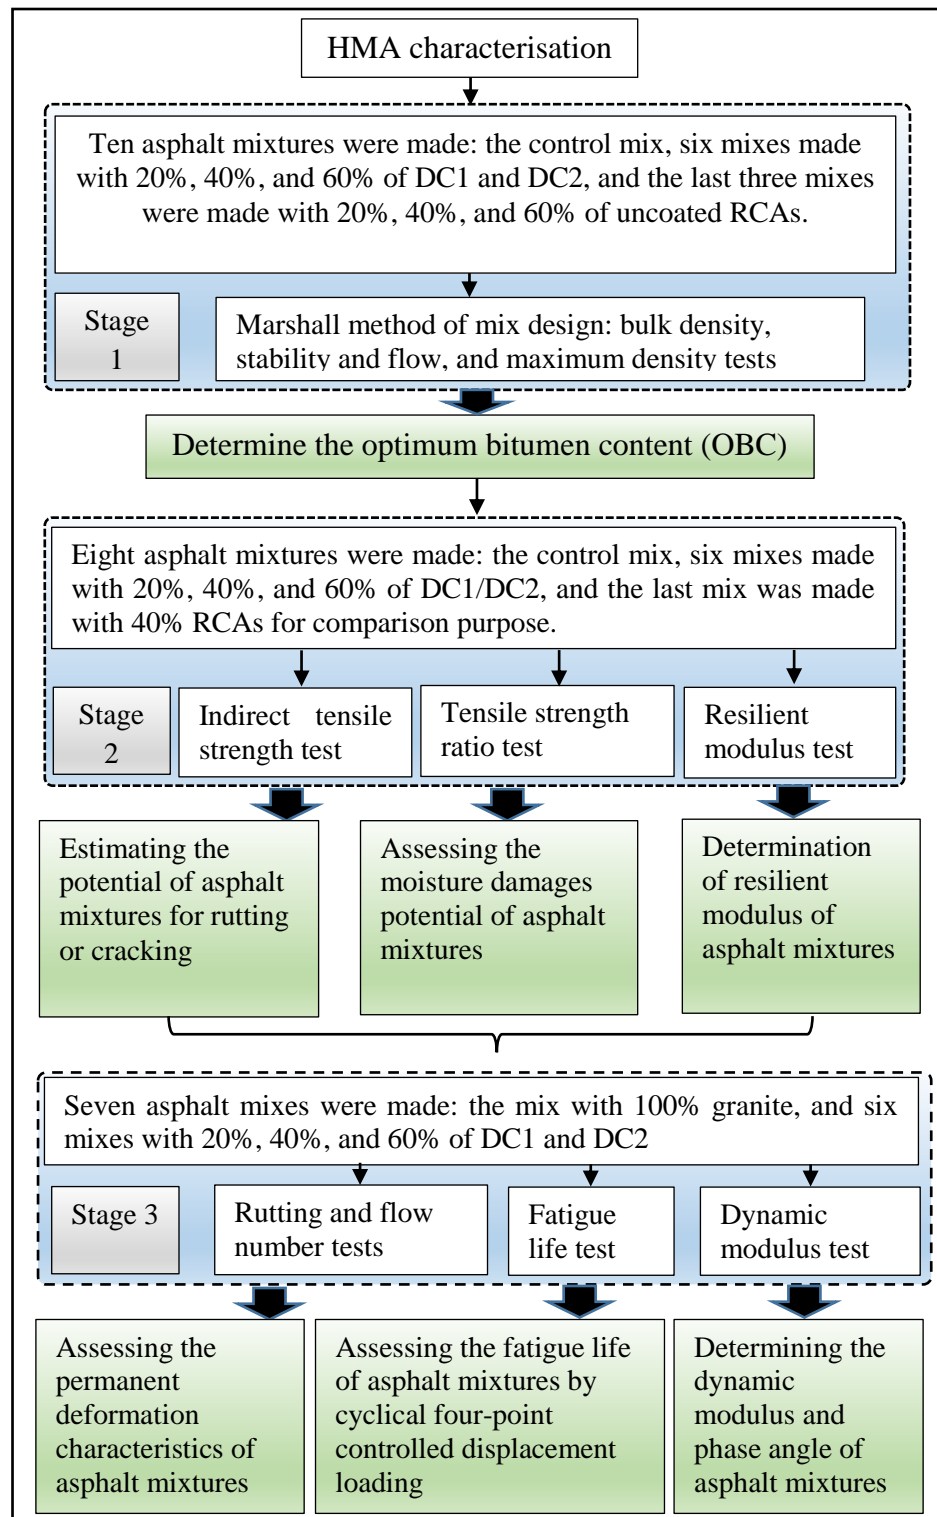 HMA characterisation
Ten asphalt mixtures were made: the control mix, six mixes made
with 20%, 40%, and 60% of DC1 and DC2, and the last three mixes
were made with 20%, 40%, and 60% of uncoated RCAs.
Stage
1
Marshall method of mix design: bulk density,
stability and flow, and maximum density tests
Determine the optimum bitumen content (OBC)
Eight asphalt mixtures were made: the control mix, six mixes made
with 20%, 40%, and 60% of DC1/DC2, and the last mix was made
with 40% RCAs for comparison purpose.
Stage
2
Indirect tensile
strength test
Tensile strength
ratio test
Resilient
modulus test
Estimating the
potential of asphalt
mixtures for rutting
or cracking
Assessing the
moisture damages
potential of asphalt
mixtures
Determination
of resilient
modulus of
asphalt mixtures
Seven asphalt mixes were made: the mix with 100% granite, and six
mixes with 20%, 40%, and 60% of DC1 and DC2
Stage 3
Rutting and flow
number tests
Fatigue
life test
Dynamic
modulus test
Assessing the
permanent
deformation
characteristics of
asphalt mixtures
Assessing the fatigue life
of asphalt mixtures by
cyclical four-point
controlled displacement
loading
Determining the
dynamic
modulus and
phase angle of
asphalt mixtures